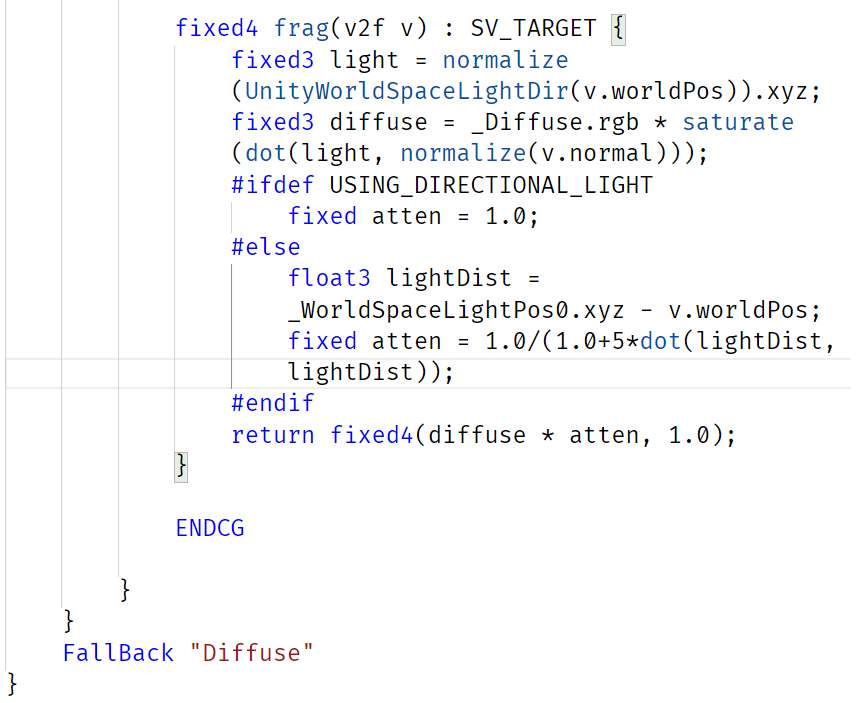 fixed4 frag(v2f v) : SV_TARGET {
fixed3 light = normalize
(UnityWorldSpaceLightDir(v.worldPos)).xyz;
fixed3 diffuse = _Diffuse.rgb * saturate
(dot(light, normalize(v.normal)));
#ifdef USING_DIRECTIONAL_LIGHT
fixed atten = 1.0;
#else
float3 lightDist =
_WorldSpaceLightPos0.xyz - v.worldPos;
fixed atten = 1.0/(1.0+5*dot(lightDist,
lightDist));
#endif
return fixed4(diffuse * atten, 1.0);
}
ENDCG
}
}
FallBack "Diffuse"
}